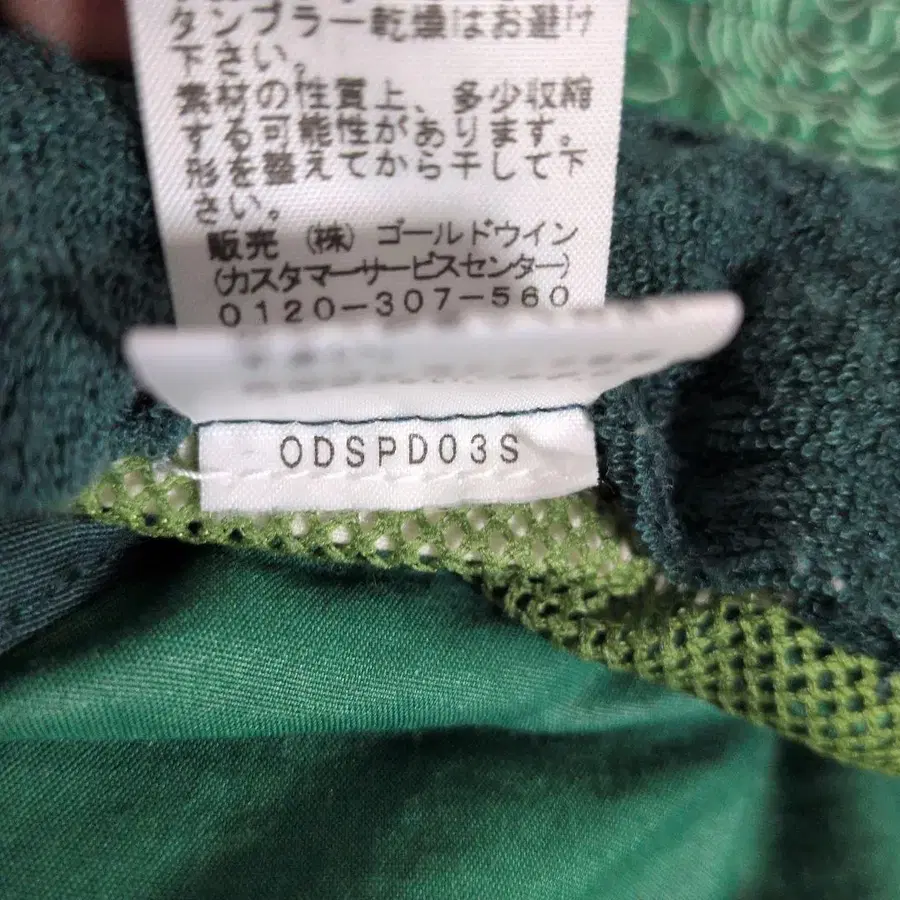 タンブラー乾燥はお避け
下さい。
素材の性質上、多少収縮
する可能性があります。
形を整えてから干して下
さい。
販売 (株) ゴールドウイン
(カスタマーサービスセンター)
0120-307-560
ODSPD03S